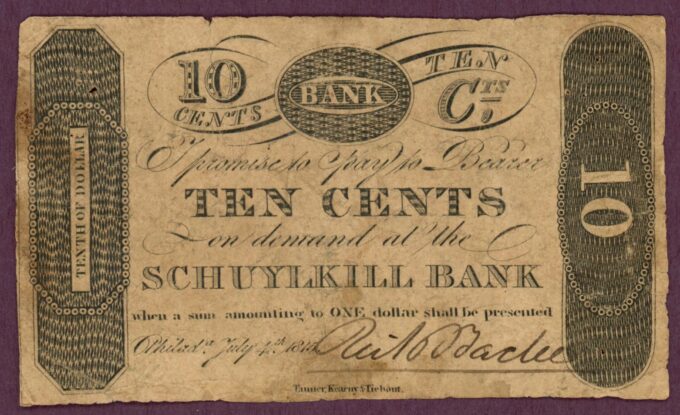 10 CENTS
BANK
TEN Cts
TENTH OF DOLLAR
I promise to pay to Bearer
TEN CENTS
on demand at the
SCHUYLKILL BANK
when a sum amounting to ONE dollar shall be presented
Philada. July 4th
Tanner, Kearny & Tiebout.
10